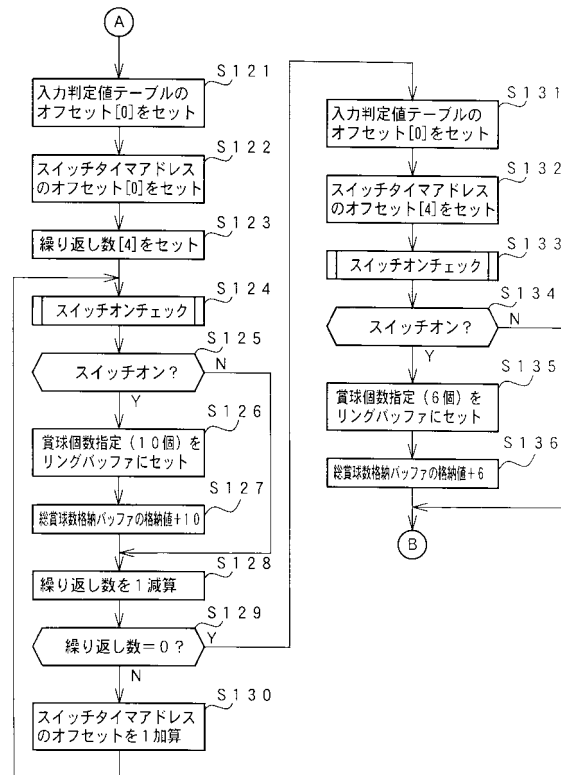 A
S121
入力判定値テーブルの
オフセット[0]をセット
S122
スイッチタイマアドレス
のオフセット[0]をセット
S123
繰り返し数[4]をセット
S124
スイッチオンチェック
S125
スイッチオン？
N
Y
S126
賞球個数指定（10個）を
リングバッファにセット
S127
総賞球数格納バッファの格納値+10
S128
繰り返し数を1減算
S129
繰り返し数=0？
Y
N
S130
スイッチタイマアドレス
のオフセットを1加算
S131
入力判定値テーブルの
オフセット[0]をセット
S132
スイッチタイマアドレス
のオフセット[4]をセット
S133
スイッチオンチェック
S134
スイッチオン？
N
Y
S135
賞球個数指定（6個）を
リングバッファにセット
S136
総賞球数格納バッファの格納値+6
B